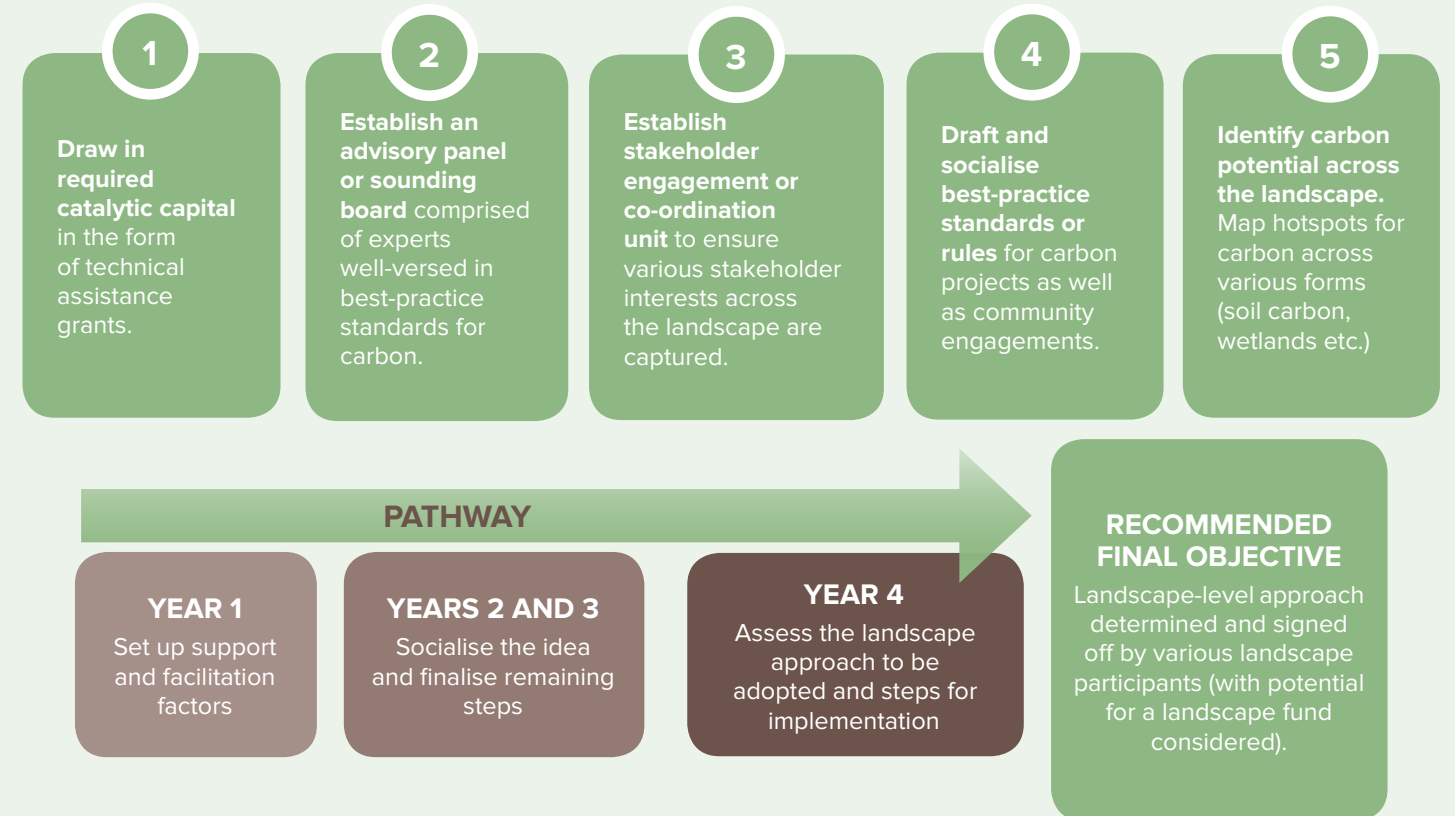 1
Draw in
required
catalytic capital
in the form
of technical
assistance
grants.
2
Establish an
advisory panel
or sounding
board comprised
of experts
well-versed in
best-practice
standards for
carbon.
3
Establish
stakeholder
engagement or
co-ordination
unit to ensure
various stakeholder
interests across
the landscape are
captured.
4
Draft and
socialise
best-practice
standards or
rules for carbon
projects as well
as community
engagements.
5
Identify carbon
potential across
the landscape.
Map hotspots for
carbon across
various forms
(soil carbon,
wetlands etc.)
PATHWAY
YEAR 1
Set up support
and facilitation
factors
YEARS 2 AND 3
Socialise the idea
and finalise remaining
steps
YEAR 4
Assess the landscape
approach to be
adopted and steps for
implementation
RECOMMENDED
FINAL OBJECTIVE
Landscape-level approach
determined and signed
off by various landscape
participants (with potential
for a landscape fund
considered).